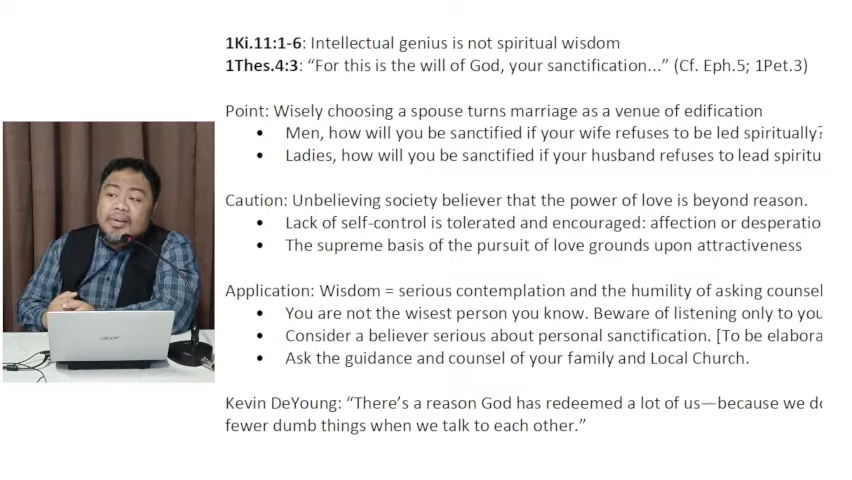 1Ki.11:1-6: Intellectual genius is not spiritual wisdom
1Thes.4:3: “For this is the will of God, your sanctification...” (Cf. Eph.5; 1Pet.3)
Point: Wisely choosing a spouse turns marriage as a venue of edification
• Men, how will you be sanctified if your wife refuses to be led spiritually?
• Ladies, how will you be sanctified if your husband refuses to lead spiritu
Caution: Unbelieving society believer that the power of love is beyond reason.
• Lack of self-control is tolerated and encouraged: affection or desperatio
• The supreme basis of the pursuit of love grounds upon attractiveness
Application: Wisdom = serious contemplation and the humility of asking counsel
• You are not the wisest person you know. Beware of listening only to you
• Consider a believer serious about personal sanctification. [To be elabora
• Ask the guidance and counsel of your family and Local Church.
Kevin DeYoung: “There’s a reason God has redeemed a lot of us—because we do
fewer dumb things when we talk to each other.”
acer